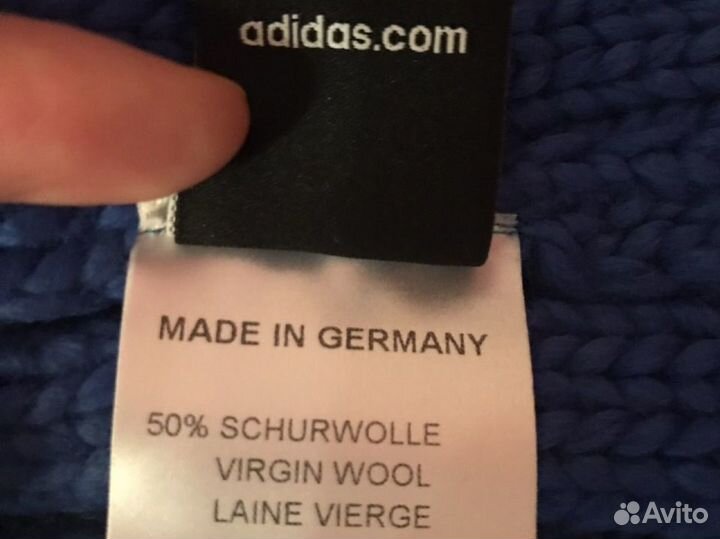 adidas.com
MADE IN GERMANY
50% SCHURWOLLE
VIRGIN WOOL
LAINE VIERGE
Avito